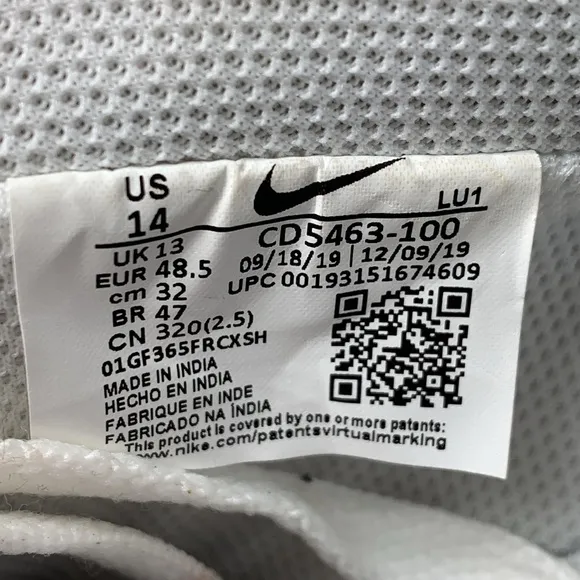 US
14
UK 13
EUR 48.5
cm 32
BR 47
CN 320(2.5)
01GF365FRCXSH
MADE IN INDIA
HECHO EN INDIA
FABRIQUE EN INDE
FABRICADO NA ÍNDIA
LU1
CD5463-100
09/18/19 | 12/09/19
UPC 00193151674609
This product is covered by one or more patents:
www.nike.com/patentsvirtualmarking